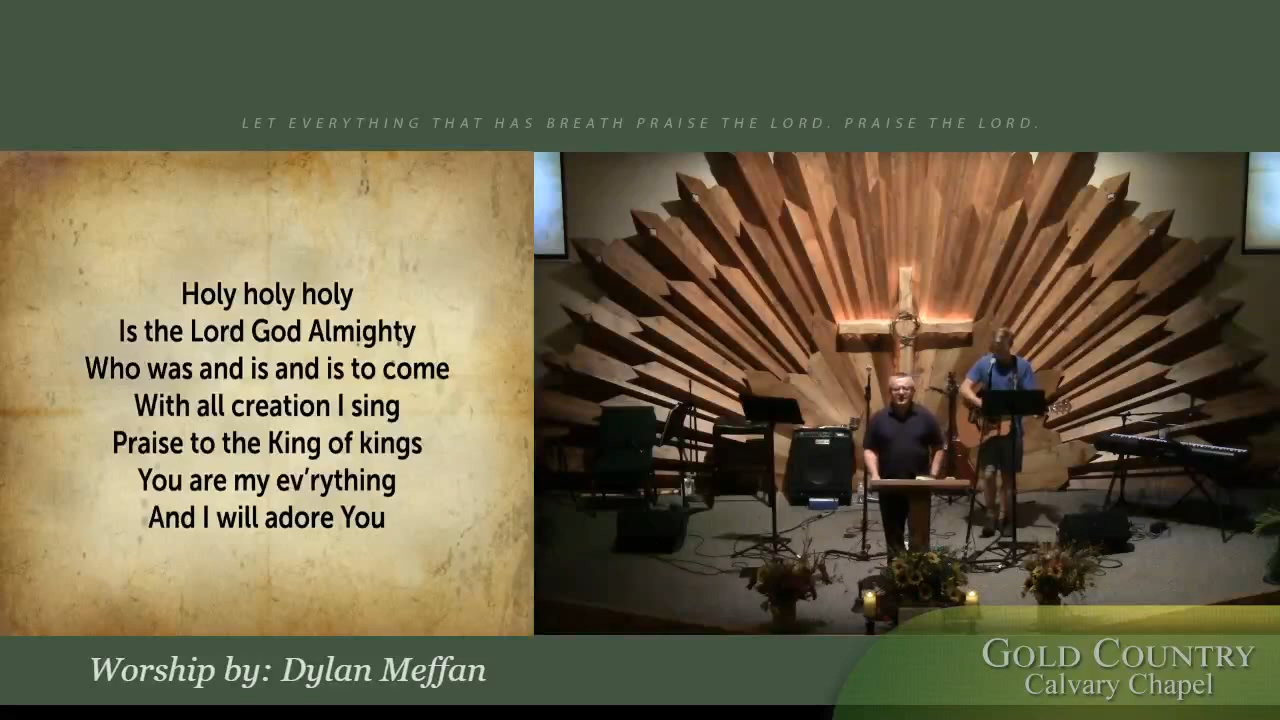 LET EVERYTHING THAT HAS BREATH PRAISE THE LORD. PRAISE THE LORD.
Holy holy holy
Is the Lord God Almighty
Who was and is and is to come
With all creation I sing
Praise to the King of kings
You are my ev’rything
And I will adore You
Worship by: Dylan Meffan
GOLD COUNTRY
Calvary Chapel